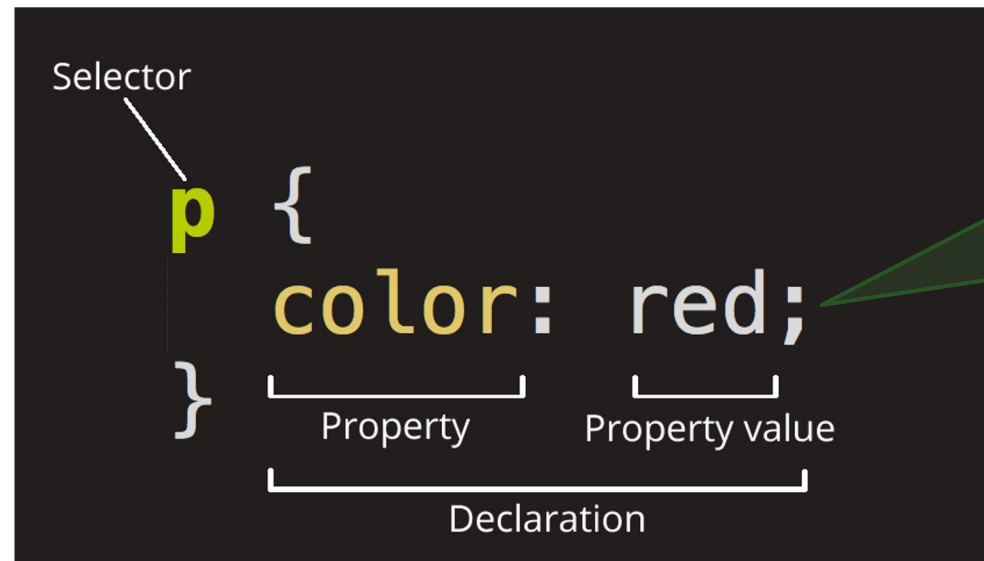 Selector
p {
color: red;
}
Property
Property value
Declaration